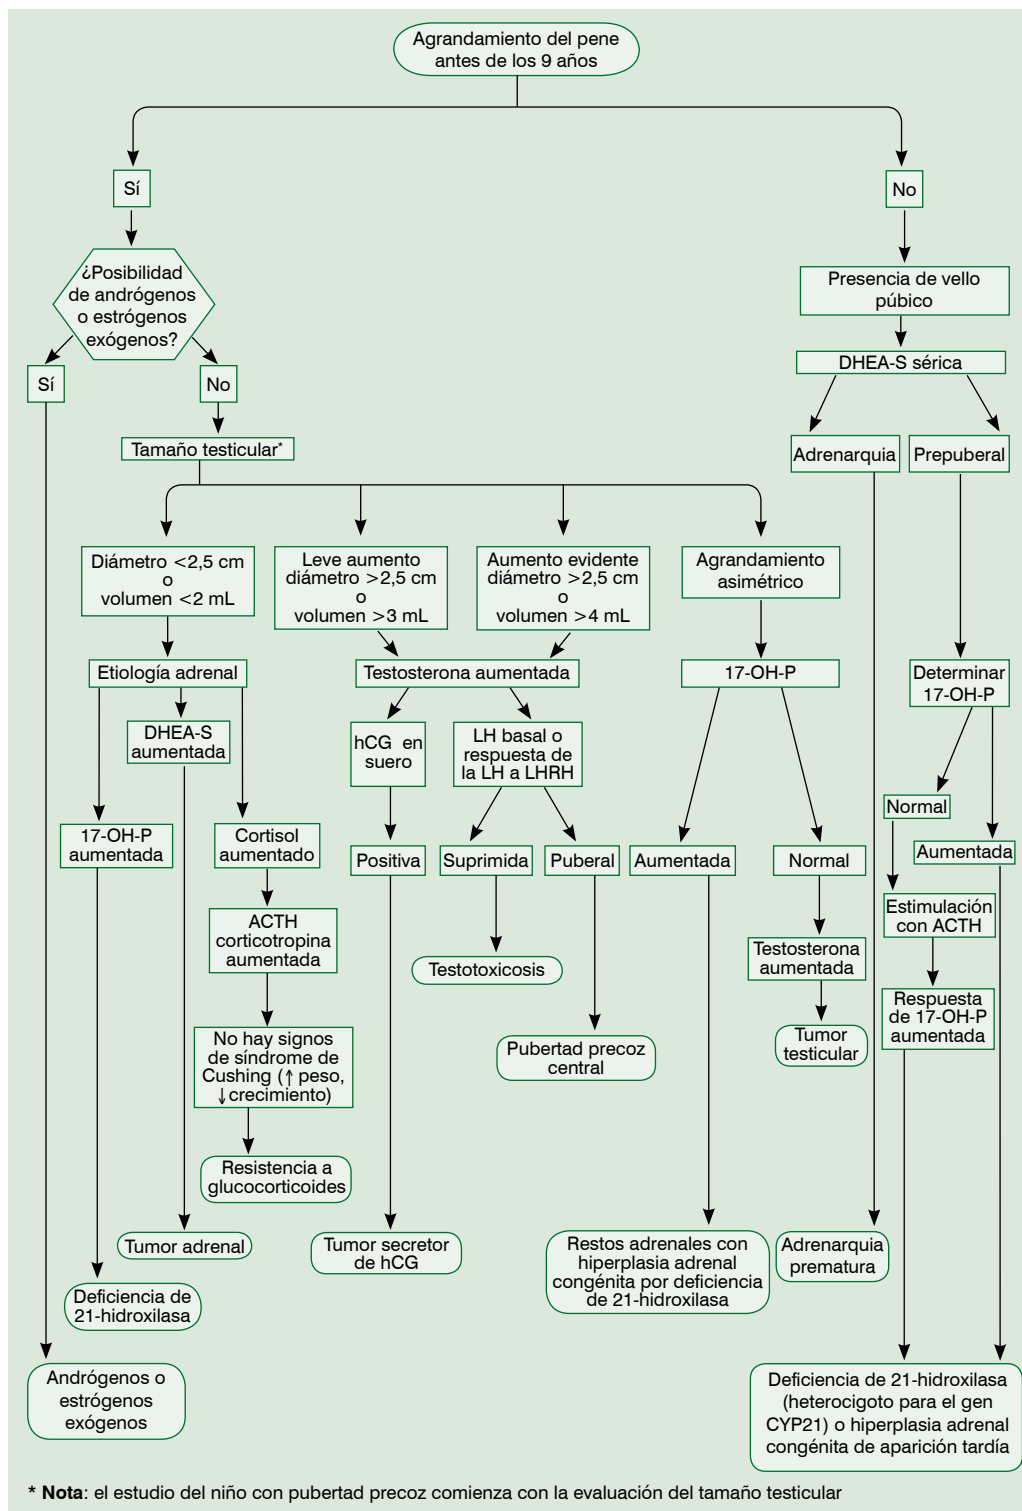 Agrandamiento del pene
antes de los 9 años
Sí
No
¿Posibilidad
de andrógenos
o estrógenos
exógenos?
Presencia de vello
púbico
Sí
No
DHEA-S sérica
Tamaño testicular*
Adrenarquia
Prepuberal
Diámetro <2,5 cm
o
volumen <2 mL
Leve aumento
diámetro >2,5 cm
o
volumen >3 mL
Aumento evidente
diámetro >2,5 cm
o
volumen >4 mL
Agrandamiento
asimétrico
Etiología adrenal
Testosterona aumentada
17-OH-P
Determinar
17-OH-P
DHEA-S
aumentada
hCG en
suero
LH basal o
respuesta de
la LH a LHRH
Normal
17-OH-P
aumentada
Cortisol
aumentado
Positiva
Suprimida
Puberal
Aumentada
Normal
Aumentada
ACTH
corticotropina
aumentada
Estimulación
con ACTH
Testotoxicosis
Testosterona
aumentada
Respuesta
de 17-OH-P
aumentada
No hay signos
de síndrome de
Cushing (↑ peso,
↓crecimiento)
Pubertad precoz
central
Tumor
testicular
Resistencia a
glucocorticoides
Tumor adrenal
Tumor secretor
de hCG
Restos adrenales con
hiperplasia adrenal
congénita por deficiencia
de 21-hidroxilasa
Adrenarquia
prematura
Deficiencia de
21-hidroxilasa
Andrógenos o
estrógenos
exógenos
Deficiencia de 21-hidroxilasa
(heterocigoto para el gen
CYP21) o hiperplasia adrenal
congénita de aparición tardía
* Nota: el estudio del niño con pubertad precoz comienza con la evaluación del tamaño testicular